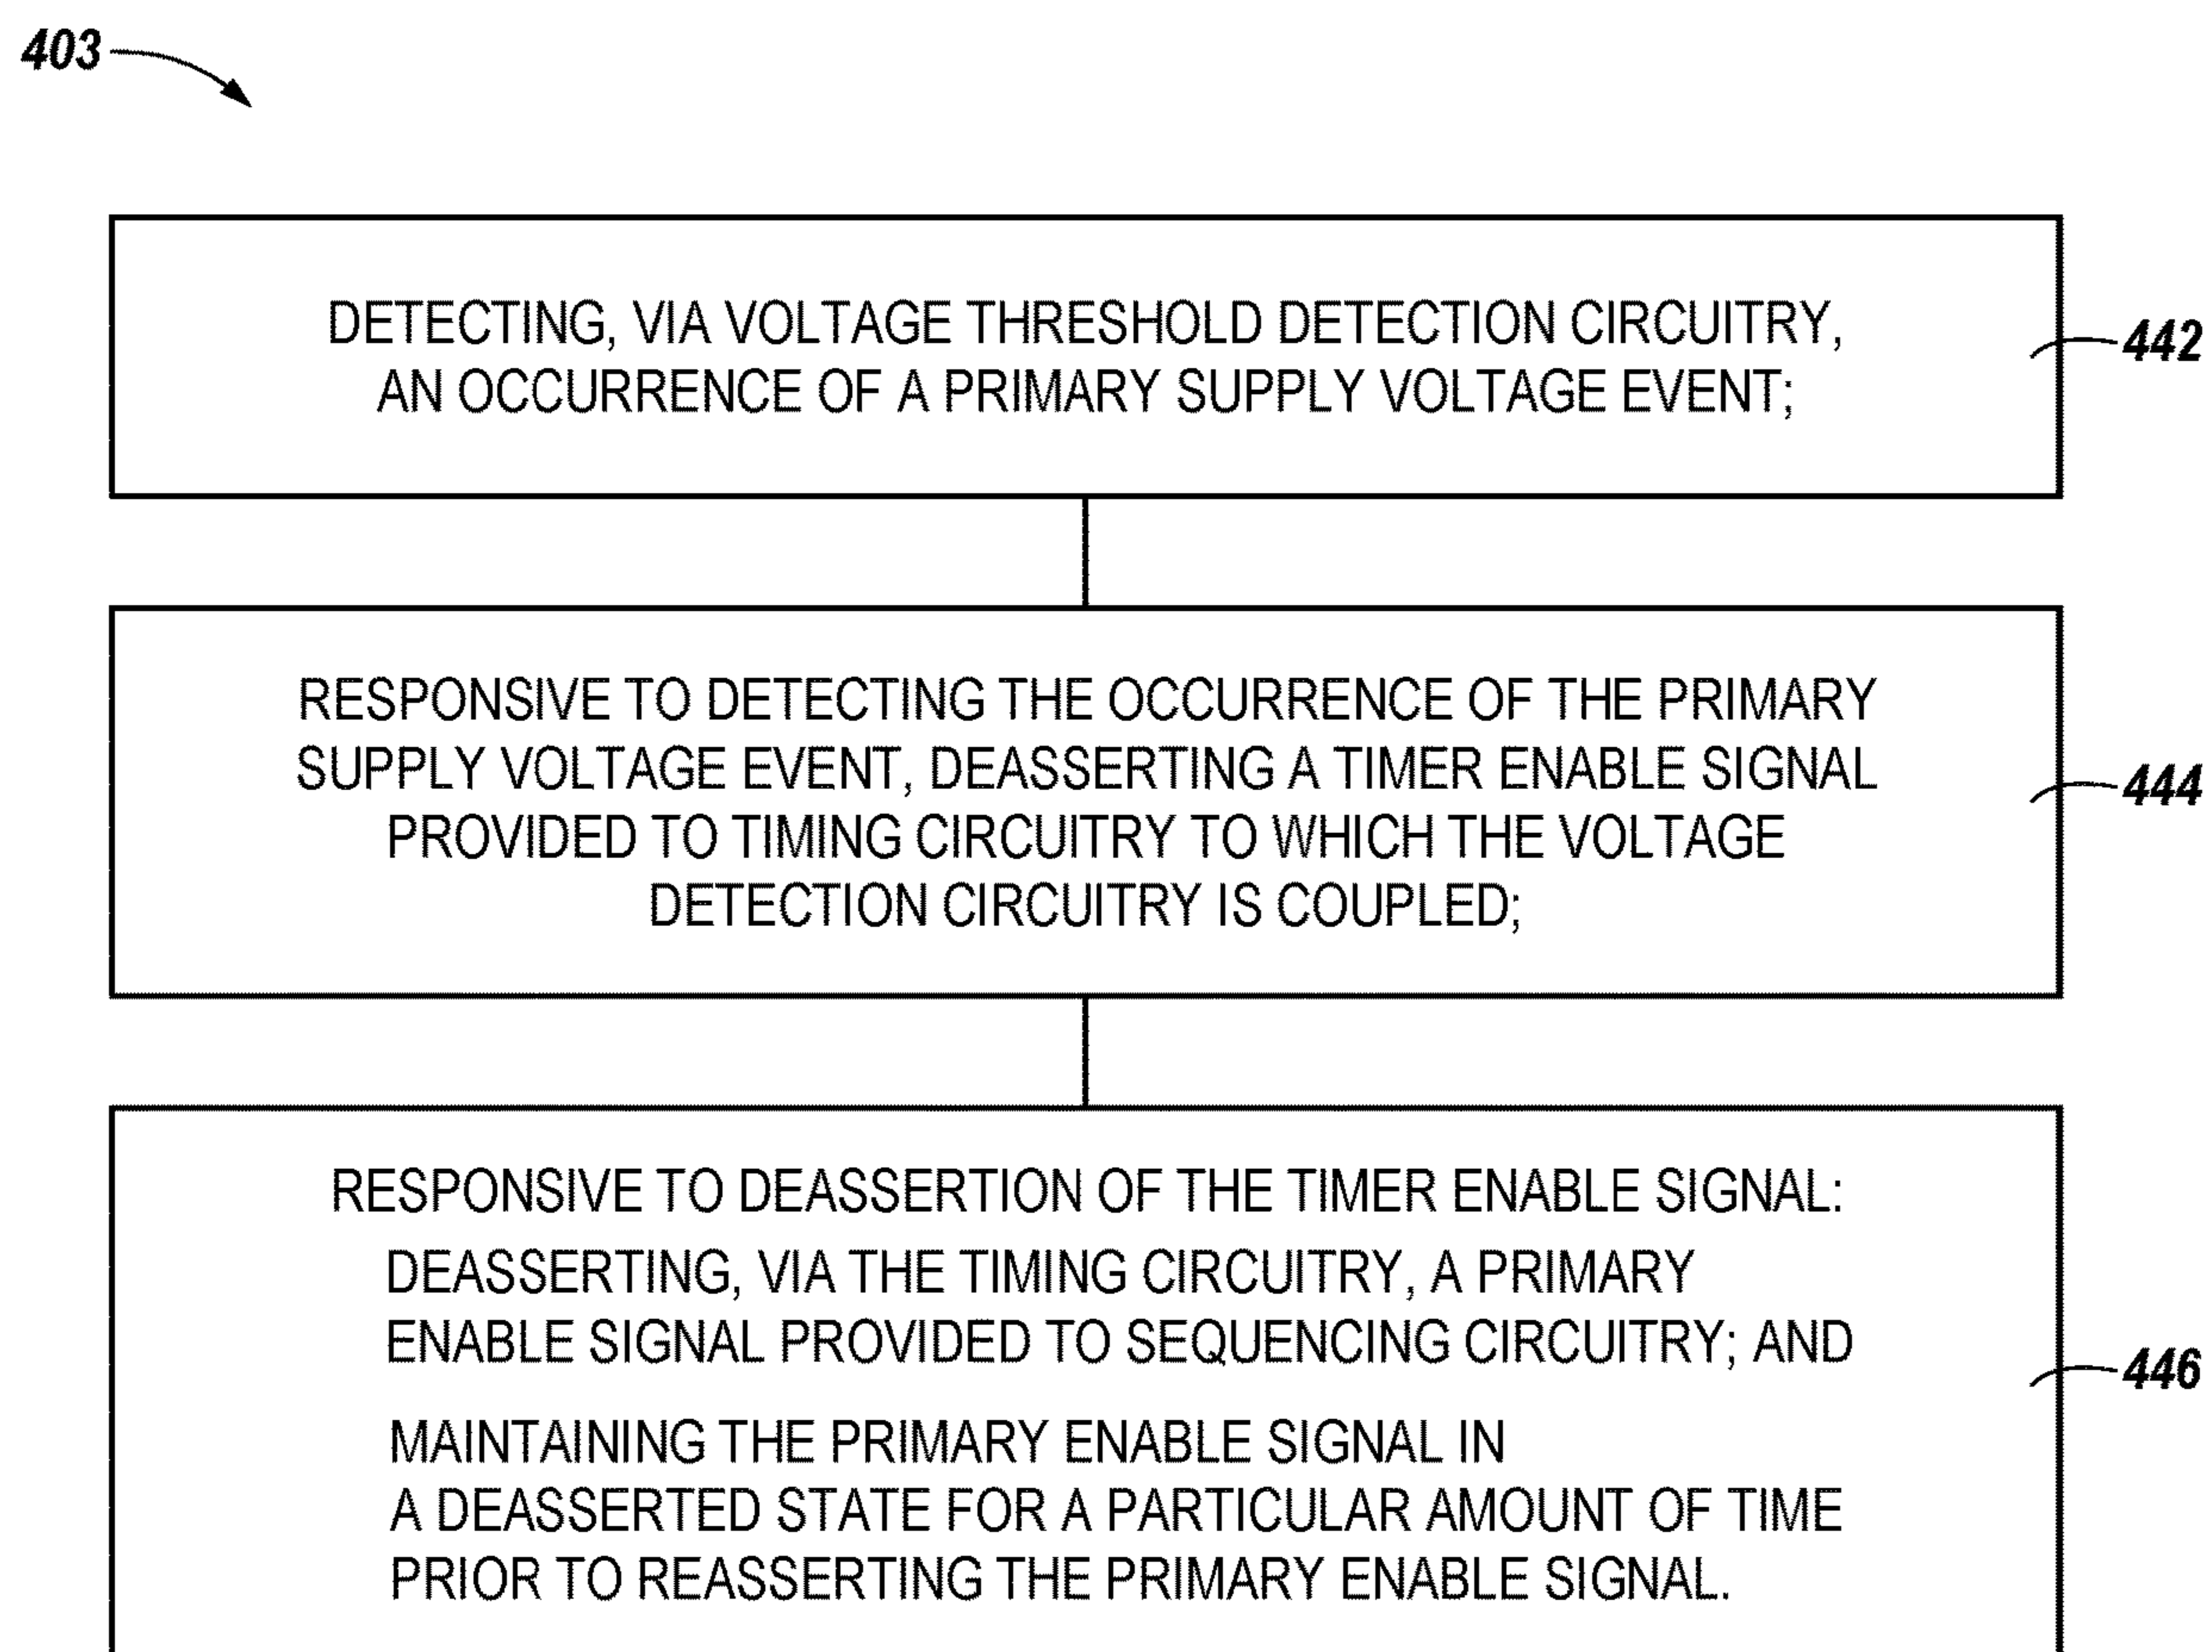 403
DETECTING, VIA VOLTAGE THRESHOLD DETECTION CIRCUITRY,
AN OCCURRENCE OF A PRIMARY SUPPLY VOLTAGE EVENT;
442
RESPONSIVE TO DETECTING THE OCCURRENCE OF THE PRIMARY
SUPPLY VOLTAGE EVENT, DEASSERTING A TIMER ENABLE SIGNAL
PROVIDED TO TIMING CIRCUITRY TO WHICH THE VOLTAGE
DETECTION CIRCUITRY IS COUPLED;
444
RESPONSIVE TO DEASSERTION OF THE TIMER ENABLE SIGNAL:
DEASSERTING, VIA THE TIMING CIRCUITRY, A PRIMARY
ENABLE SIGNAL PROVIDED TO SEQUENCING CIRCUITRY; AND
MAINTAINING THE PRIMARY ENABLE SIGNAL IN
A DEASSERTED STATE FOR A PARTICULAR AMOUNT OF TIME
PRIOR TO REASSERTING THE PRIMARY ENABLE SIGNAL.
446